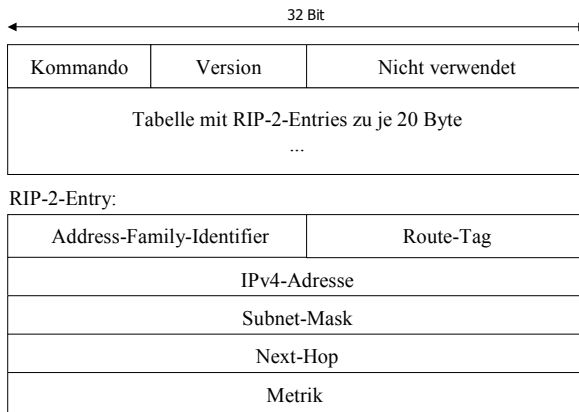 32 Bit
Kommando Version Nicht verwendet
Tabelle mit RIP-2-Entries zu je 20 Byte
...
RIP-2-Entry:
Address-Family-Identifier Route-Tag
IPv4-Adresse
Subnet-Mask
Next-Hop
Metrik